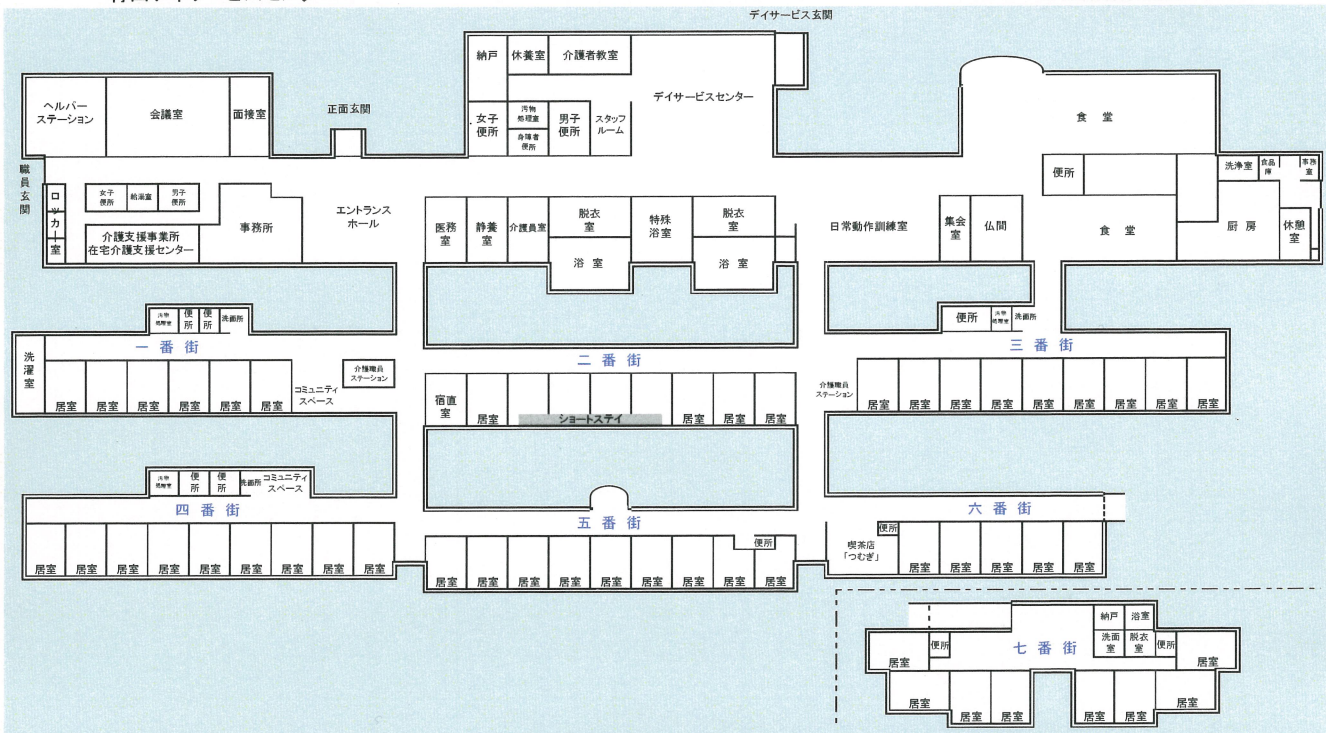 デイサービス玄関
納戸
休養室
介護者教室
デイサービスセンター
ヘルパー
ステーション
会議室
面接室
正面玄関
女子
便所
汚物
処理室
身障者
便所
男子
便所
スタッフ
ルーム
食 堂
職員玄関
ロッカー室
女子
便所
給湯室
男子
便所
介護支援事業所
在宅介護支援センター
事務所
エントランス
ホール
医務室
静養室
介護員室
脱衣室
浴 室
特殊
浴室
脱衣室
浴 室
日常動作訓練室
集会室
仏間
便所
食 堂
洗浄室
食品庫
事務室
厨 房
休憩室
汚物
処理室
便所
便所
洗面所
一 番 街
洗濯室
居室
居室
居室
居室
居室
居室
コミュニティ
スペース
介護職員
ステーション
二 番 街
宿直室
居室
ショートステイ
居室
居室
居室
便所
汚物
処理室
洗面所
三 番 街
介護職員
ステーション
居室
居室
居室
居室
居室
居室
居室
居室
居室
汚物
処理室
便所
便所
洗面所
コミュニティ
スペース
四 番 街
居室
居室
居室
居室
居室
居室
居室
居室
居室
五 番 街
便所
居室
居室
居室
居室
居室
居室
居室
居室
居室
六 番 街
便所
喫茶店
「つむぎ」
居室
居室
居室
居室
居室
納戸
浴室
洗面室
脱衣室
便所
便所
七 番 街
居室
居室
居室
居室
居室
居室
居室
居室